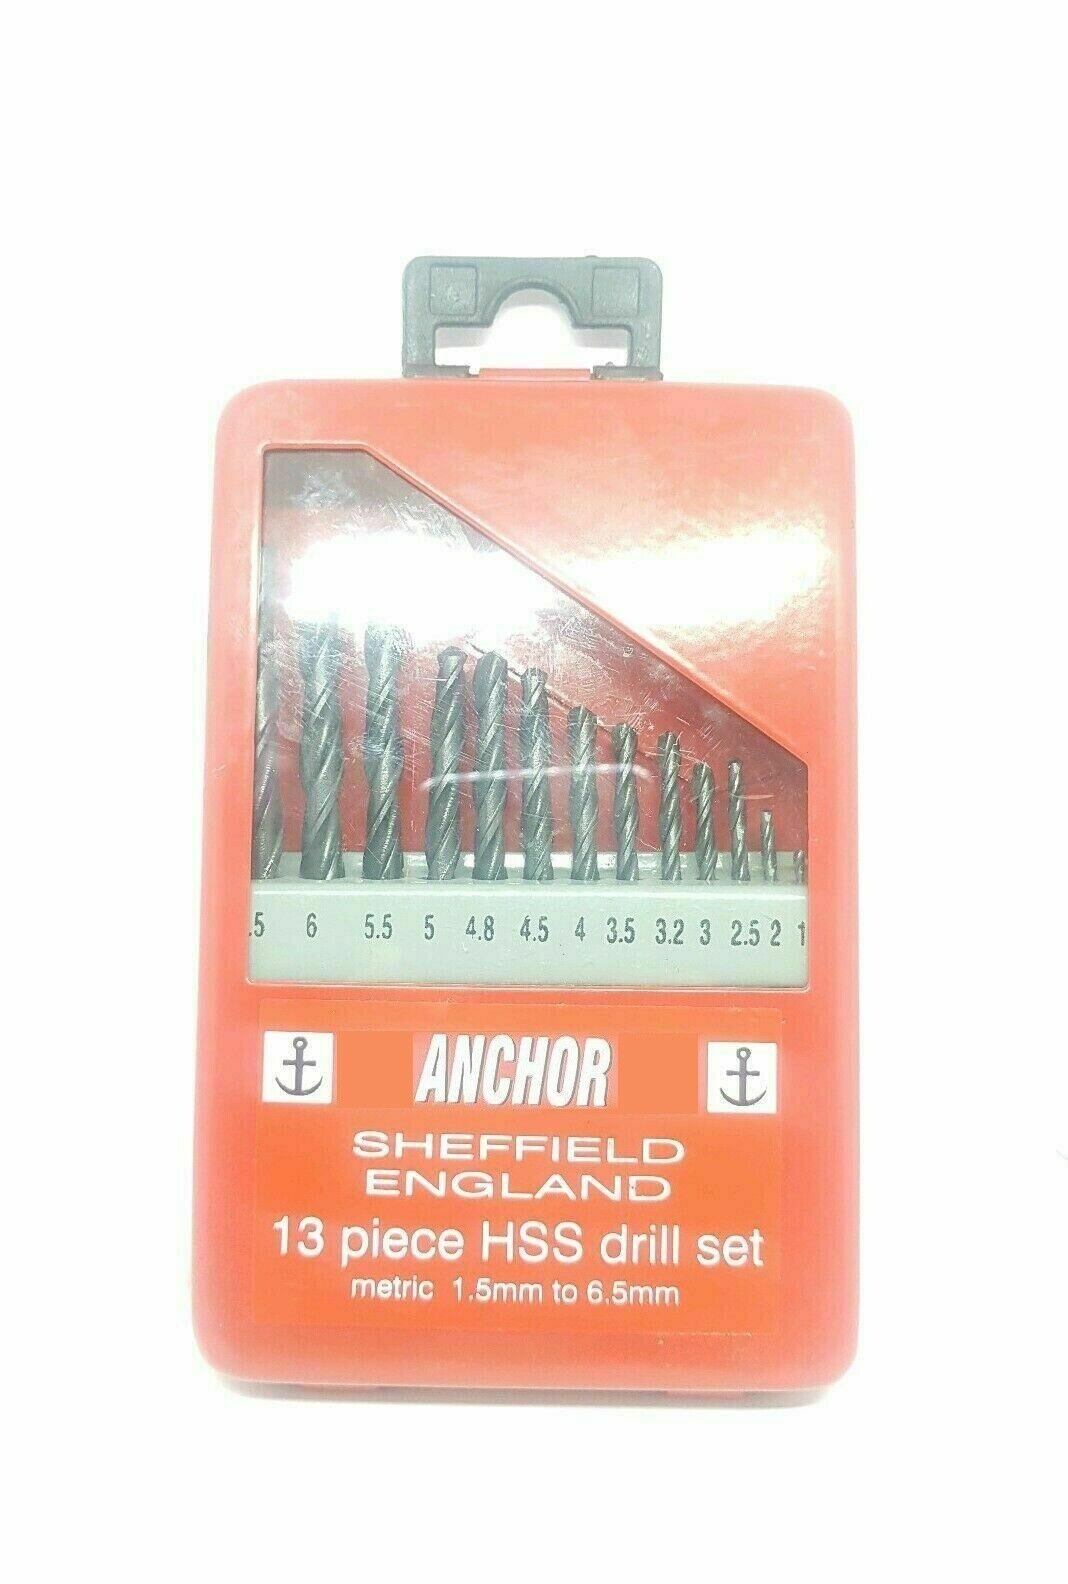 .5 6 5.5 5 4.8 4.5 4 3.5 3.2 3 2.5 2 1
ANCHOR
SHEFFIELD
ENGLAND
13 piece HSS drill set
metric 1.5mm to 6.5mm